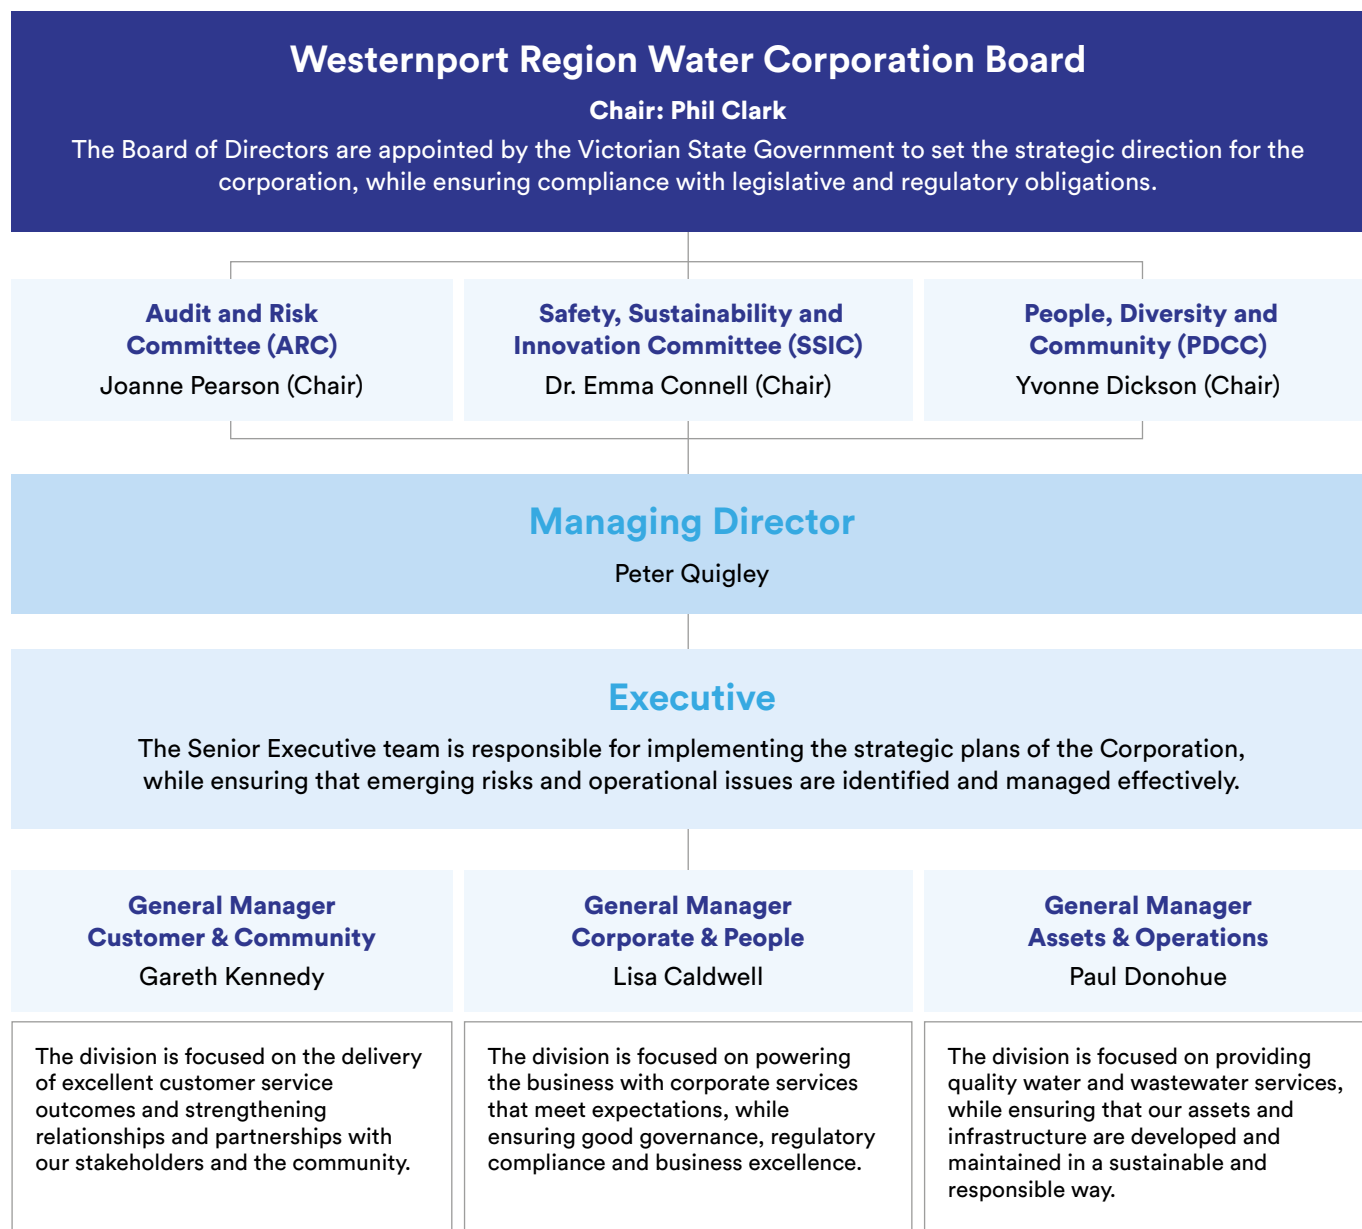 Westernport Region Water Corporation Board
Chair: Phil Clark
The Board of Directors are appointed by the Victorian State Government to set the strategic direction for the
corporation, while ensuring compliance with legislative and regulatory obligations.
Audit and Risk
Committee (ARC)
Joanne Pearson (Chair)
Safety, Sustainability and
Innovation Committee (SSIC)
Dr. Emma Connell (Chair)
People, Diversity and
Community (PDCC)
Yvonne Dickson (Chair)
Managing Director
Peter Quigley
Executive
The Senior Executive team is responsible for implementing the strategic plans of the Corporation,
while ensuring that emerging risks and operational issues are identified and managed effectively.
General Manager
Customer & Community
Gareth Kennedy
The division is focused on the delivery
of excellent customer service
outcomes and strengthening
relationships and partnerships with
our stakeholders and the community.
General Manager
Corporate & People
Lisa Caldwell
The division is focused on powering
the business with corporate services
that meet expectations, while
ensuring good governance, regulatory
compliance and business excellence.
General Manager
Assets & Operations
Paul Donohue
The division is focused on providing
quality water and wastewater services,
while ensuring that our assets and
infrastructure are developed and
maintained in a sustainable and
responsible way.